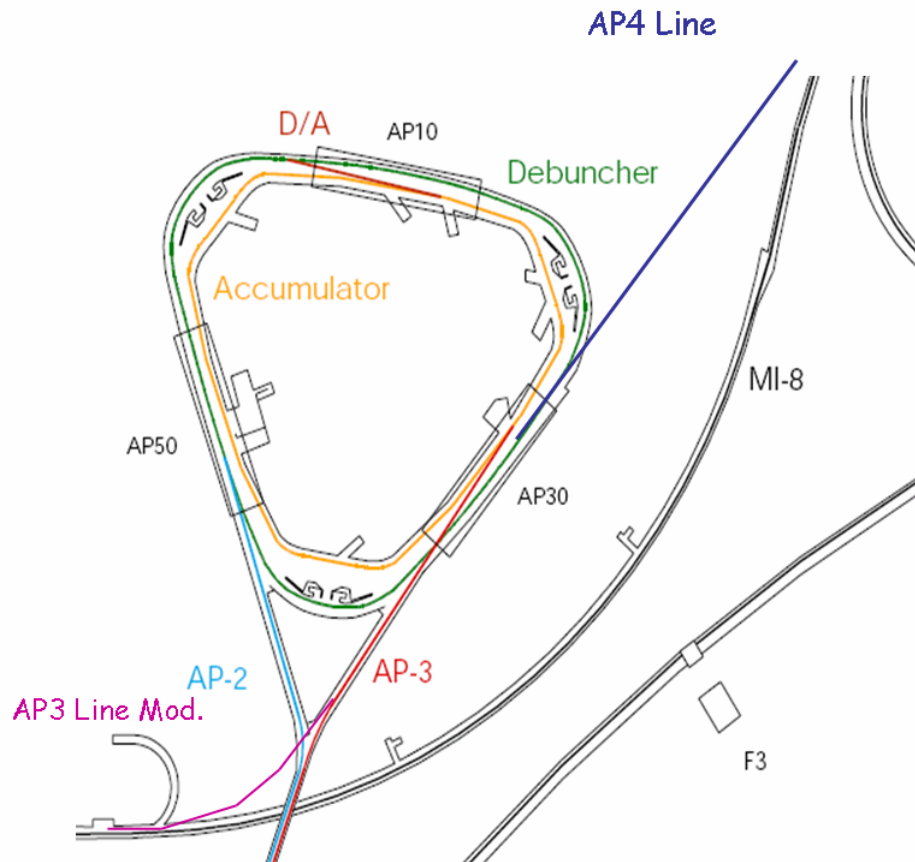 AP4 Line
D/A
AP10
Debuncher
Accumulator
MI-8
AP50
AP30
AP-2
AP-3
AP3 Line Mod.
F3